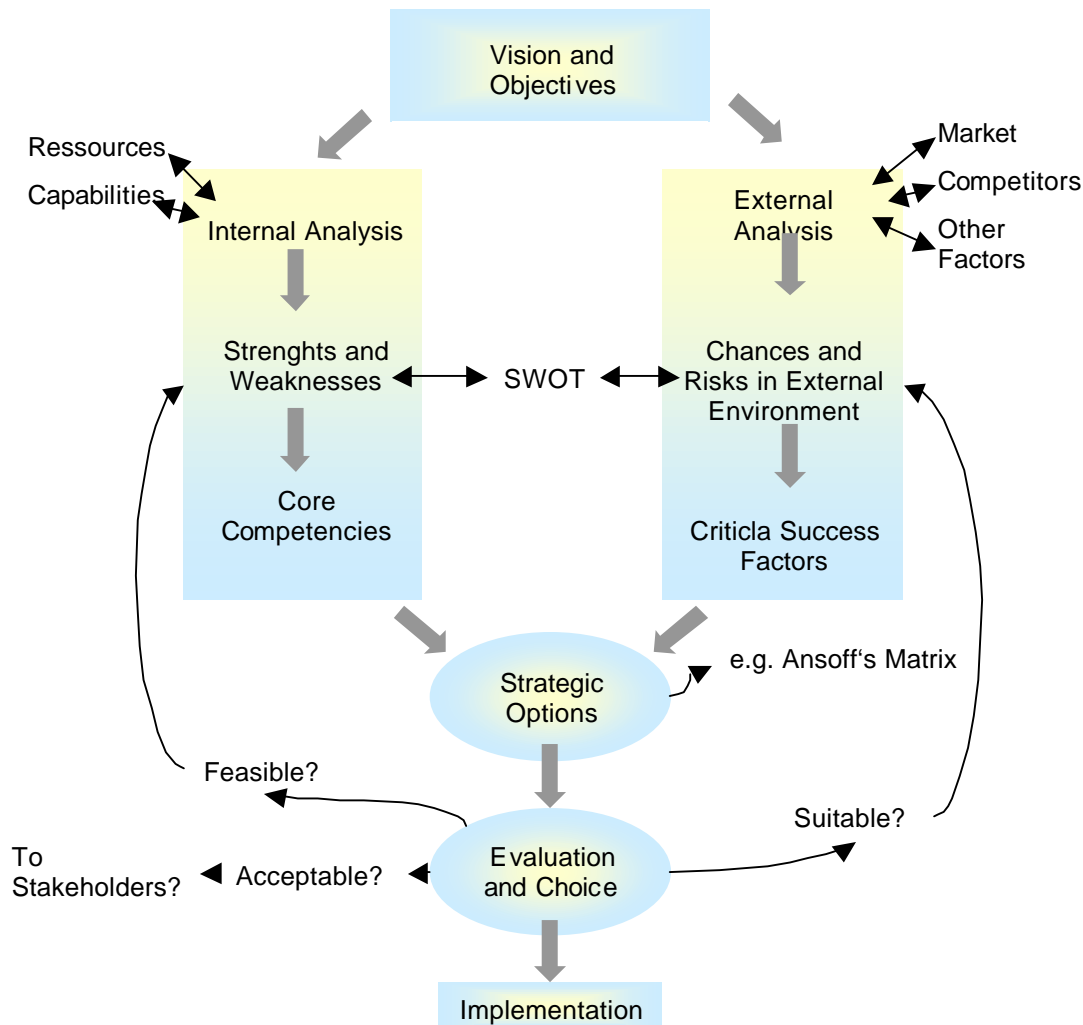 Vision and
Objectives
Ressources
Capabilities
Internal Analysis
Strenghts and
Weaknesses
Core
Competencies
SWOT
Market
Competitors
Other
Factors
External
Analysis
Chances and
Risks in External
Environment
Criticla Success
Factors
Strategic
Options
e.g. Ansoff‘s Matrix
Feasible?
Suitable?
To
Stakeholders?
Acceptable?
Evaluation
and Choice
Implementation